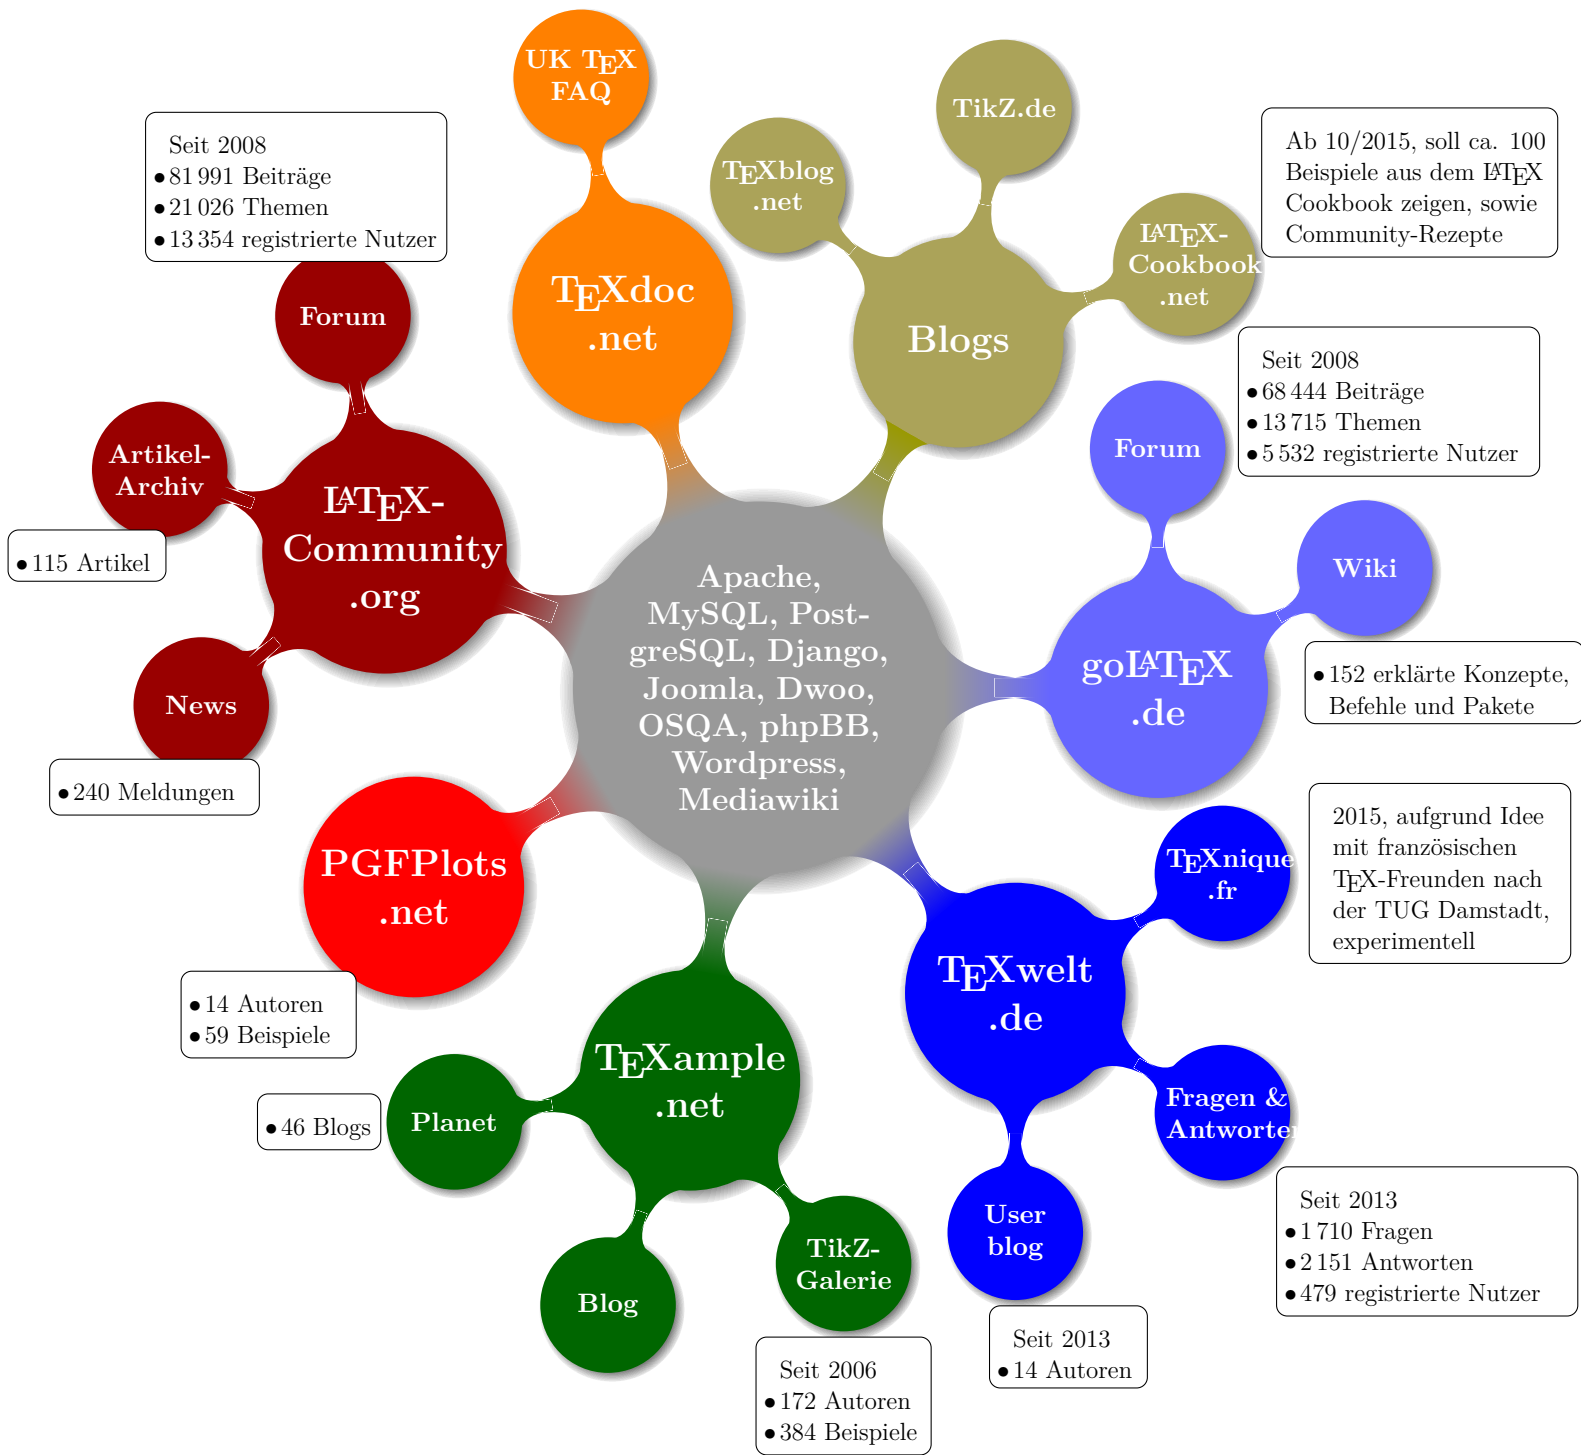 UK TEX
FAQ
TEXdoc
.net
TikZ.de
TEXblog
.net
LATEX-
Cookbook
.net
Blogs
Ab 10/2015, soll ca. 100
Beispiele aus dem LATEX
Cookbook zeigen, sowie
Community-Rezepte
Seit 2008
• 81 991 Beiträge
• 21 026 Themen
• 13 354 registrierte Nutzer
Forum
Artikel-
Archiv
• 115 Artikel
LATEX-
Community
.org
News
• 240 Meldungen
Apache,
MySQL, Post-
greSQL, Django,
Joomla, Dwoo,
OSQA, phpBB,
Wordpress,
Mediawiki
Seit 2008
• 68 444 Beiträge
• 13 715 Themen
• 5 532 registrierte Nutzer
Forum
Wiki
• 152 erklärte Konzepte,
Befehle und Pakete
goLATEX
.de
PGFPlots
.net
• 14 Autoren
• 59 Beispiele
TEXample
.net
Planet
• 46 Blogs
Blog
TikZ-
Galerie
Seit 2006
• 172 Autoren
• 384 Beispiele
TEXwelt
.de
TEXnique
.fr
2015, aufgrund Idee
mit französischen
TEX-Freunden nach
der TUG Damstadt,
experimentell
Fragen &
Antworten
Seit 2013
• 1 710 Fragen
• 2 151 Antworten
• 479 registrierte Nutzer
User
blog
Seit 2013
• 14 Autoren